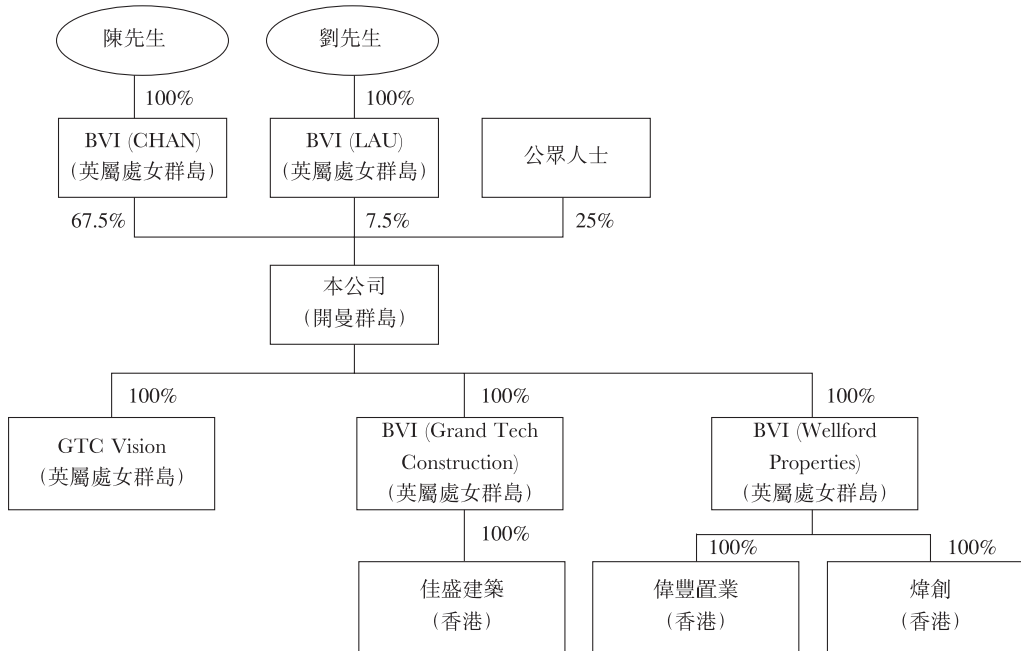 陳先生
劉先生
100%
100%
BVI (CHAN)
(英屬處女群島)
BVI (LAU)
(英屬處女群島)
公眾人士
67.5%
7.5%
25%
本公司
(開曼群島)
100%
100%
100%
GTC Vision
(英屬處女群島)
BVI (Grand Tech
Construction)
(英屬處女群島)
BVI (Wellford
Properties)
(英屬處女群島)
100%
100%
100%
佳盛建築
(香港)
偉豐置業
(香港)
煒創
(香港)